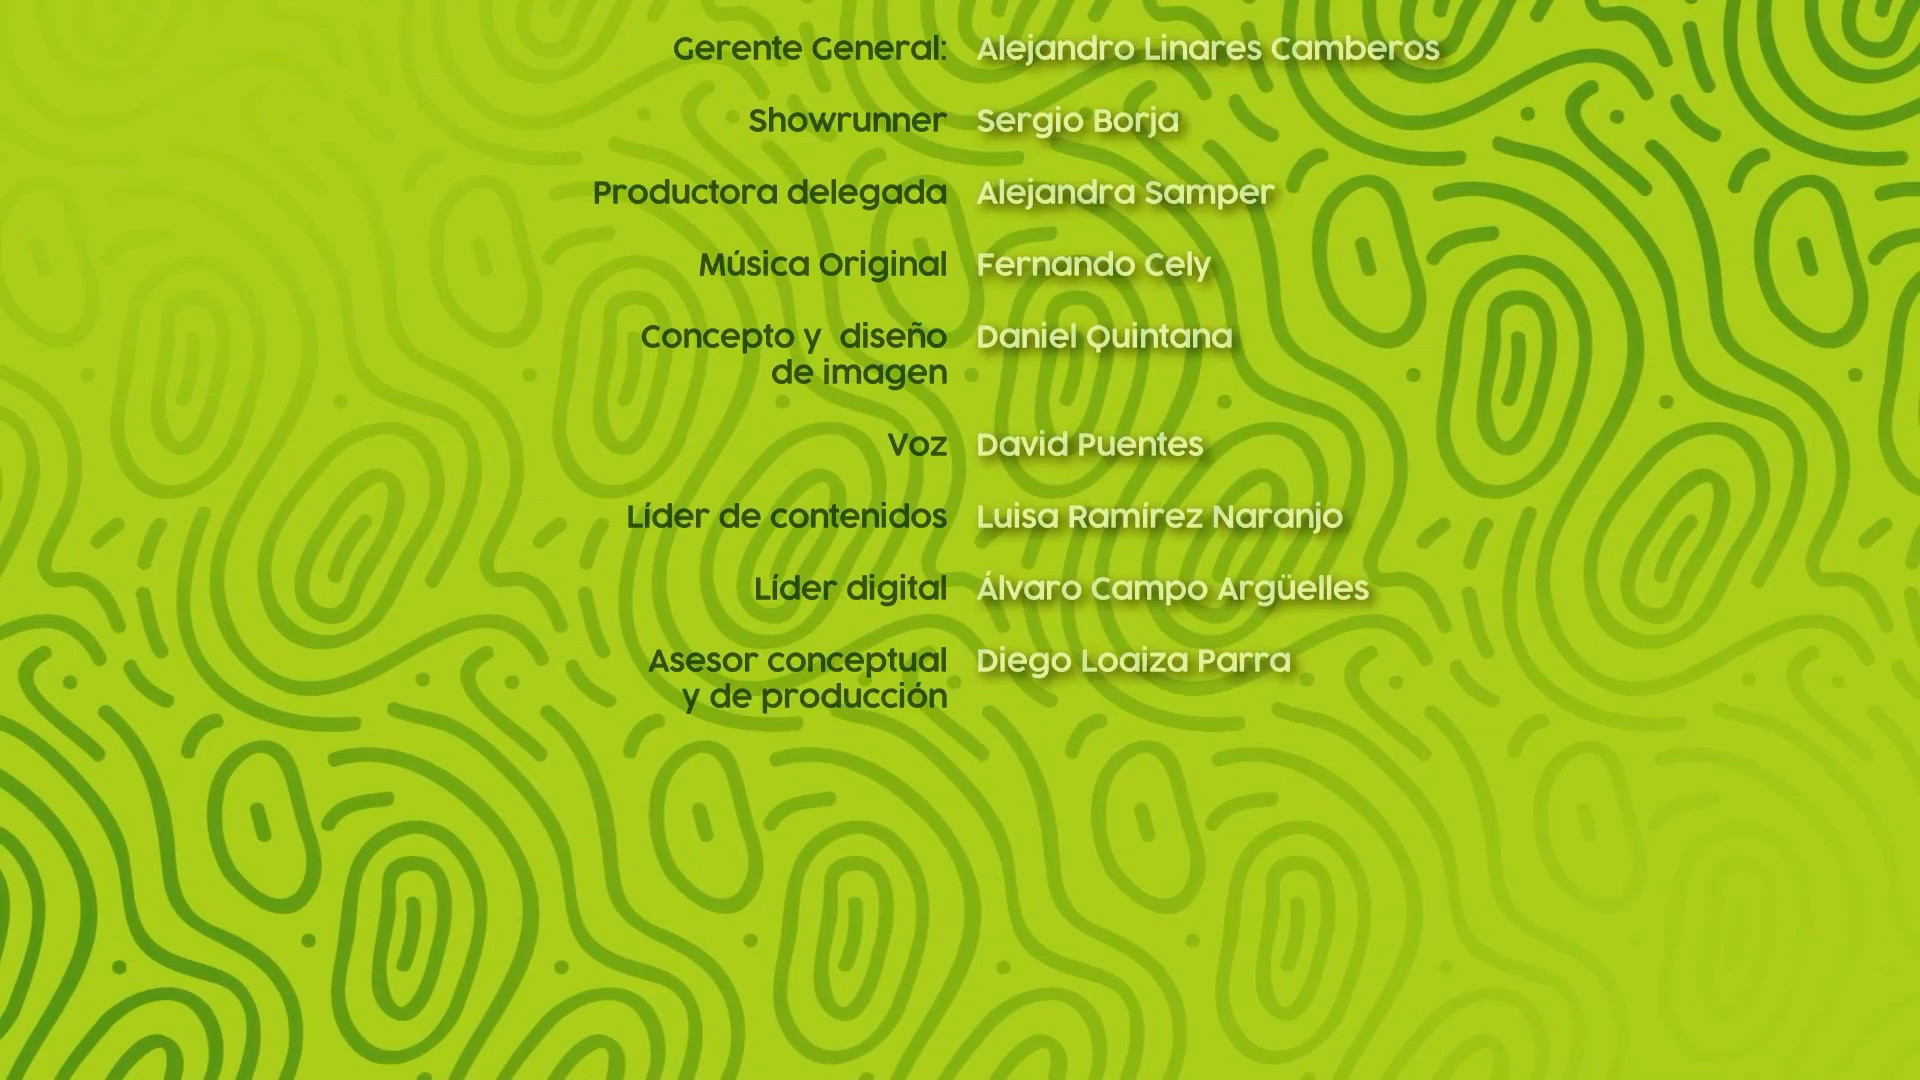 Gerente General: Alejandro Linares Camberos
Showrunner Sergio Borja
Productora delegada Alejandra Samper
Música Original Fernando Cely
Concepto y  diseño Daniel Quintana
de imagen
Voz David Puentes
Líder de contenidos Luisa Ramírez Naranjo
Líder digital Álvaro Campo Argüelles
Asesor conceptual Diego Loaiza Parra
y de producción